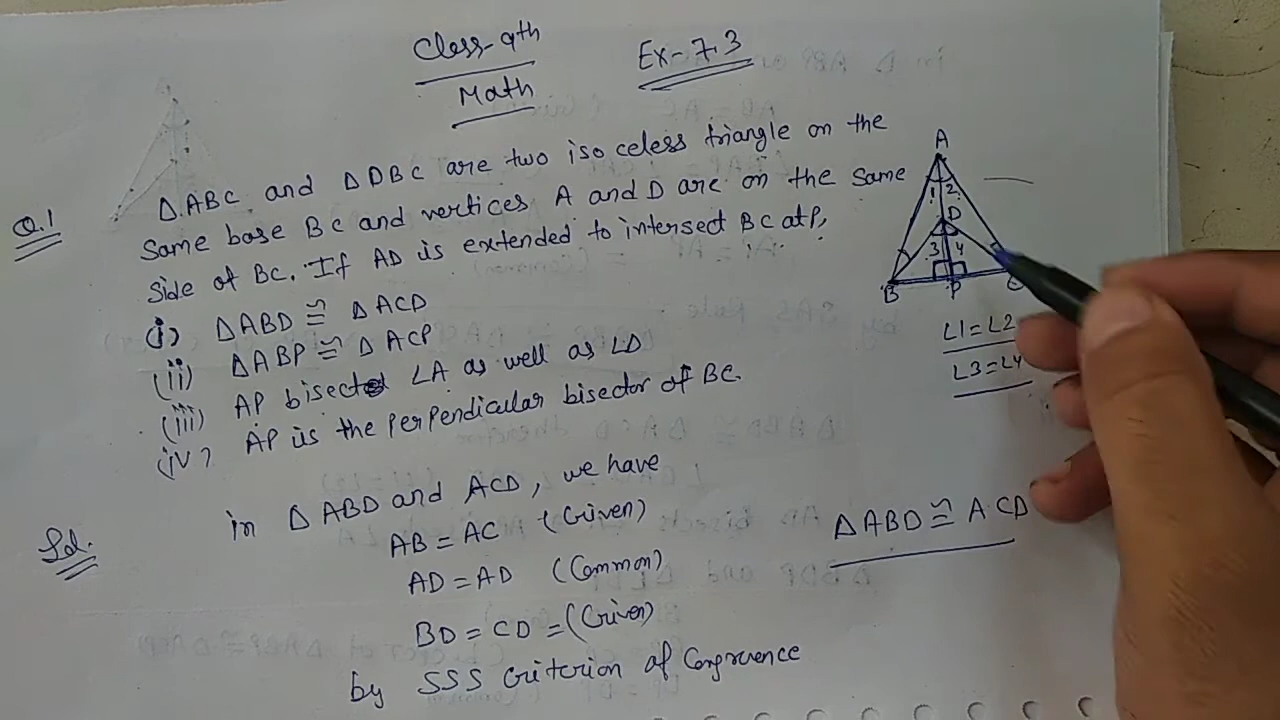 Class-9th
Math
Ex-7.3
Q.1
Δ.ABC and ΔDBC are two iso celess triangle on the
Same base BC and vertices A and D are on the same
Side of BC. If AD is extended to intersect BC at P,
(i) ΔABD ≅ ΔACD
(ii) ΔABP ≅ ΔACP
(iii) AP bisect ∠A as well as ∠D
(iv) AP is the perpendicular bisector of BC.
A
1 2
D
3 4
B P C
∠1=∠2
∠3=∠4
Sol.
in ΔABD and ACD, we have
AB = AC (Given)
AD = AD (Common)
BD = CD = (Given)
by SSS Criterion of Congruence
ΔABD ≅ ACD